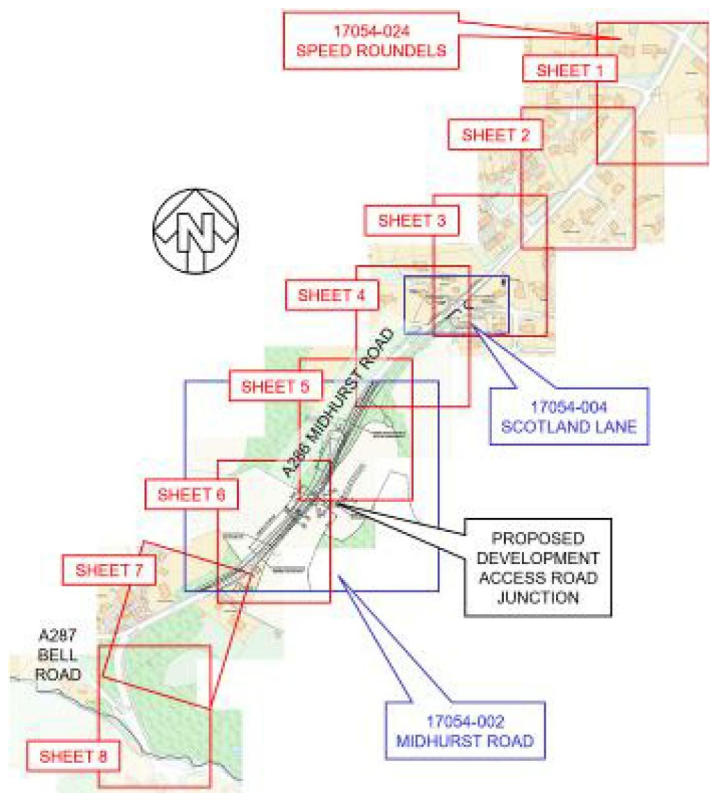 17054-024
SPEED ROUNDELS
SHEET 1
SHEET 2
SHEET 3
N
SHEET 4
A286 MIDHURST ROAD
SHEET 5
17054-004
SCOTLAND LANE
SHEET 6
PROPOSED
DEVELOPMENT
ACCESS ROAD
JUNCTION
SHEET 7
A287
BELL
ROAD
17054-002
MIDHURST ROAD
SHEET 8